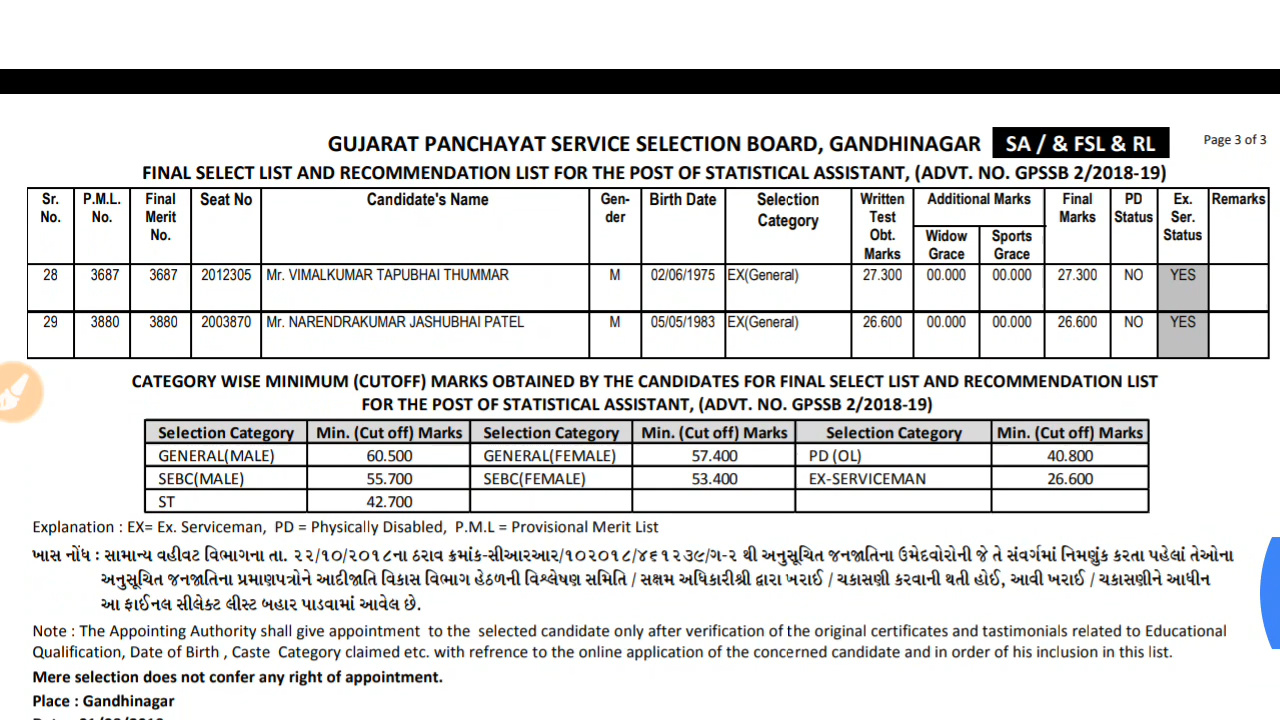 GUJARAT PANCHAYAT SERVICE SELECTION BOARD, GANDHINAGAR SA / & FSL & RL Page 3 of 3
FINAL SELECT LIST AND RECOMMENDATION LIST FOR THE POST OF STATISTICAL ASSISTANT, (ADVT. NO. GPSSB 2/2018-19)
Sr. No. P.M.L. No. Final Merit No. Seat No Candidate's Name Gen-der Birth Date Selection Category Written Test Obt. Marks Additional Marks Widow Grace Sports Grace Final Marks PD Status Ex. Ser. Status Remarks
28 3687 3687 2012305 Mr. VIMALKUMAR TAPUBHAI THUMMAR M 02/06/1975 EX(General) 27.300 00.000 00.000 27.300 NO YES
29 3880 3880 2003870 Mr. NARENDRAKUMAR JASHUBHAI PATEL M 05/05/1983 EX(General) 26.600 00.000 00.000 26.600 NO YES
CATEGORY WISE MINIMUM (CUTOFF) MARKS OBTAINED BY THE CANDIDATES FOR FINAL SELECT LIST AND RECOMMENDATION LIST
FOR THE POST OF STATISTICAL ASSISTANT, (ADVT. NO. GPSSB 2/2018-19)
Selection Category Min. (Cut off) Marks Selection Category Min. (Cut off) Marks Selection Category Min. (Cut off) Marks
GENERAL(MALE) 60.500 GENERAL(FEMALE) 57.400 PD (OL) 40.800
SEBC(MALE) 55.700 SEBC(FEMALE) 53.400 EX-SERVICEMAN 26.600
ST 42.700
Explanation : EX= Ex. Serviceman, PD = Physically Disabled, P.M.L = Provisional Merit List
ખાસ નોંધ : સામાન્ય વહીવટ વિભાગના તા. ૨૨/૧૦/૨૦૧૮ના ઠરાવ ક્રમાંક-સીઆરઆર/૧૦૨૦૧૮/૪૬૧૨૩૯/ગ-૨ થી અનુસૂચિત જનજાતિના ઉમેદવારોની જે તે સંવર્ગમાં નિમણુંક કરતા પહેલાં તેઓના
અનુસૂચિત જનજાતિના પ્રમાણપત્રોને આદીજાતિ વિકાસ વિભાગ હેઠળની વિશ્લેષણ સમિતિ / સક્ષમ અધિકારીશ્રી દ્વારા ખરાઈ / ચકાસણી કરવાની થતી હોઈ, આવી ખરાઈ / ચકાસણીને આધીન
આ ફાઈનલ સીલેક્ટ લીસ્ટ બહાર પાડવામાં આવેલ છે.
Note : The Appointing Authority shall give appointment to the selected candidate only after verification of the original certificates and tastimonials related to Educational
Qualification, Date of Birth , Caste Category claimed etc. with refrence to the online application of the concerned candidate and in order of his inclusion in this list.
Mere selection does not confer any right of appointment.
Place : Gandhinagar